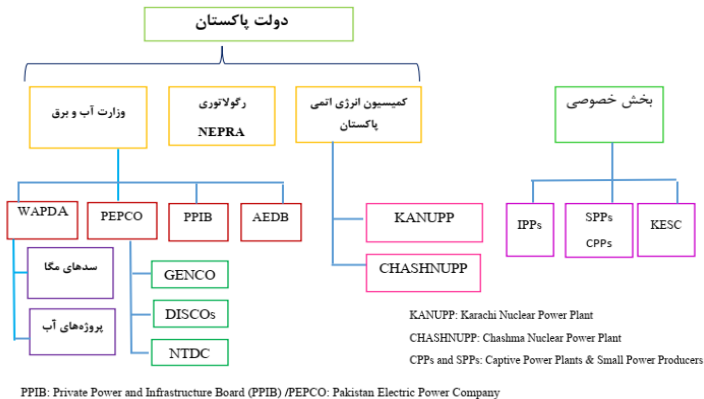 دولت پاکستان
وزارت آب و برق
رگولاتوری
NEPRA
کمیسیون انرژی اتمی
پاکستان
بخش خصوصی
WAPDA
PEPCO
PPIB
AEDB
KANUPP
CHASHNUPP
IPPs
SPPs
CPPs
KESC
سدهای مگا
پروژه‌های آب
GENCO
DISCOs
NTDC
KANUPP: Karachi Nuclear Power Plant
CHASHNUPP: Chashma Nuclear Power Plant
CPPs and SPPs: Captive Power Plants & Small Power Producers
PPIB: Private Power and Infrastructure Board (PPIB) /PEPCO: Pakistan Electric Power Company